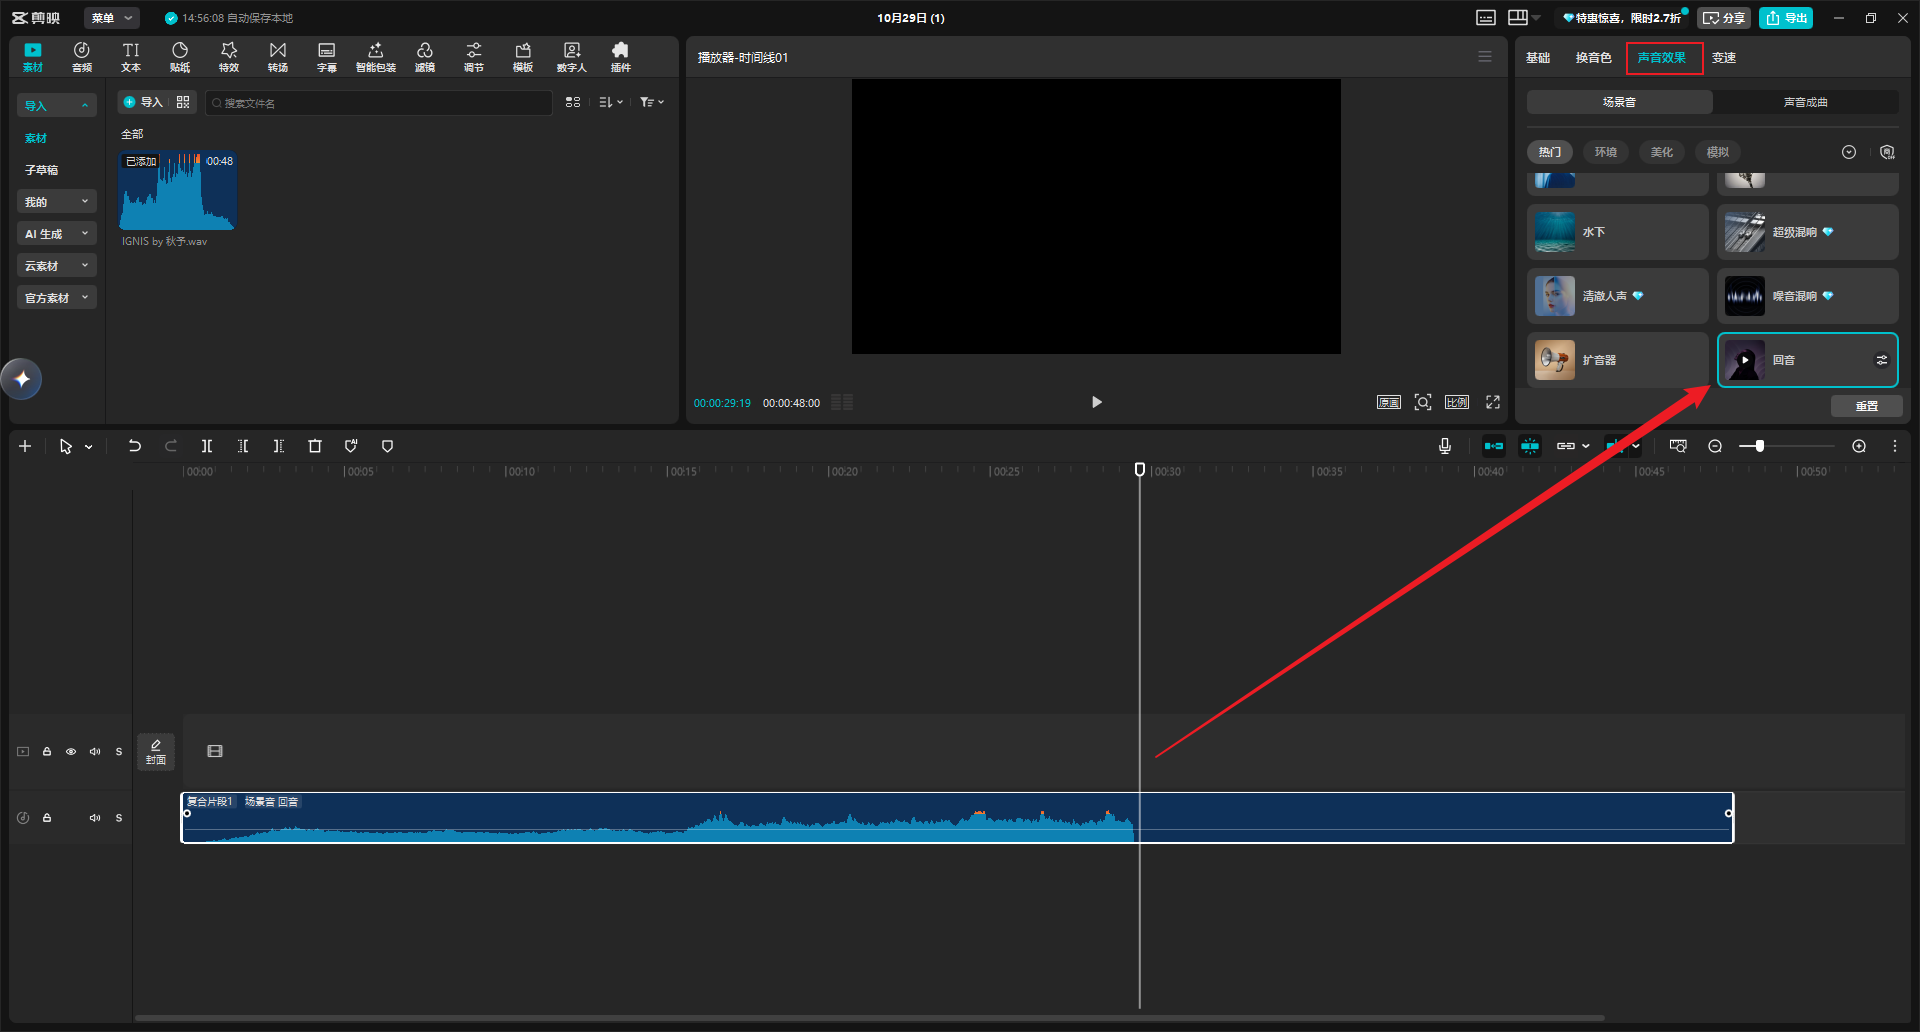 剪映
菜单
14:56:08 自动保存本地
10月29日 (1)
特惠惊喜，限时2.7折
分享
导出
素材
音频
TI
文本
贴纸
特效
转场
字幕
智能包装
滤镜
调节
模板
数字人
插件
导入
素材
子草稿
我的
AI 生成
云素材
官方素材
导入
搜索文件名
全部
已添加
00:48
IGNIS by 秋予.wav
播放器-时间线01
00:00:29:19
00:00:48:00
原画
比例
基础
换音色
声音效果
变速
场景音
声音成曲
热门
环境
美化
模拟
水下
超级混响
清澈人声
噪音混响
扩音器
回音
重置
AI
00:00
00:05
00:10
00:15
00:20
00:25
00:30
00:35
00:40
00:45
00:50
S
封面
S
复合片段1
场景音 回音